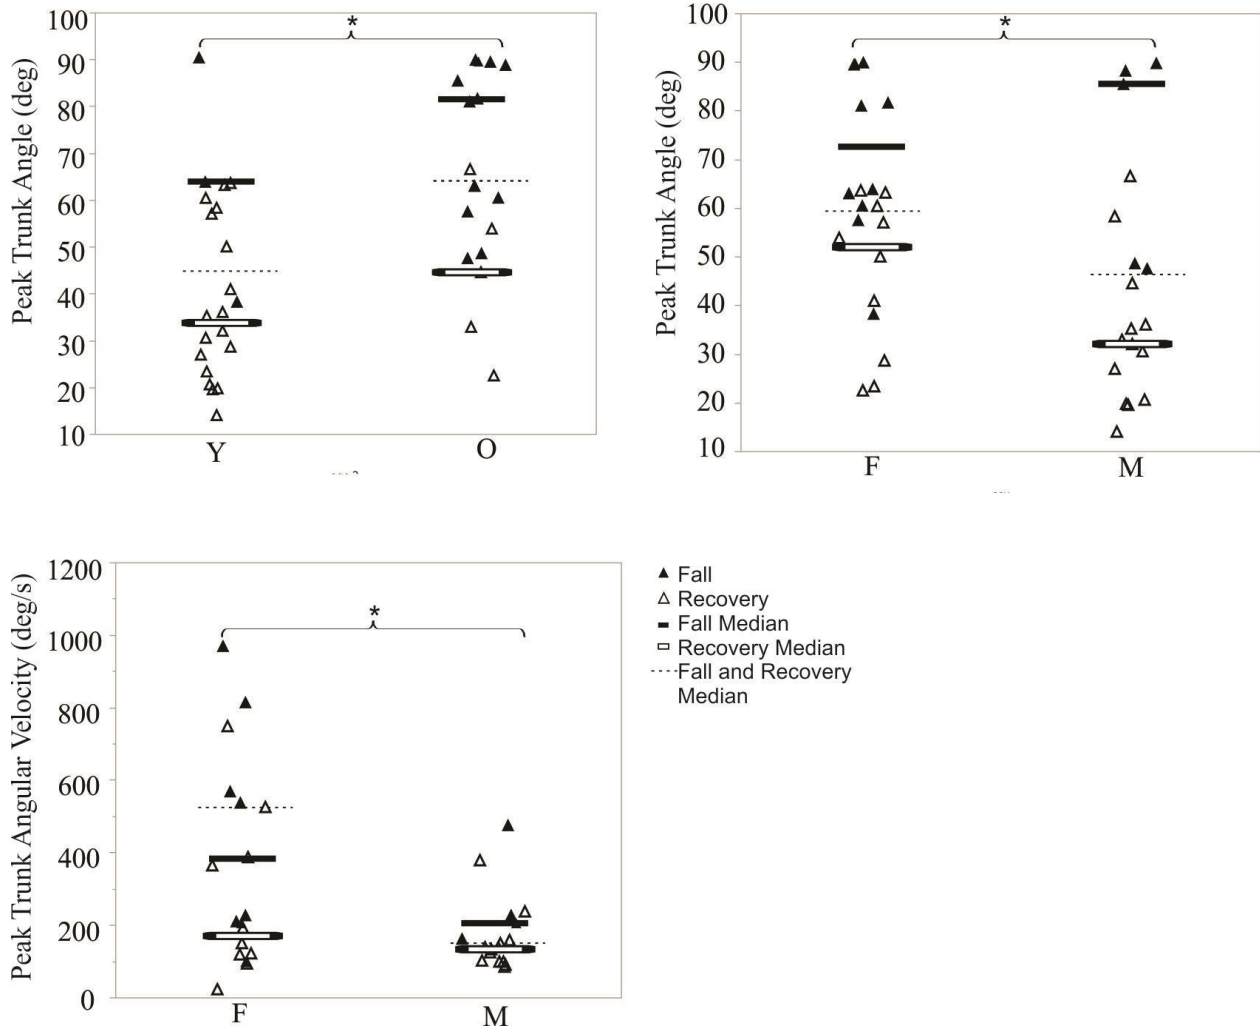 100
90
80
70
60
50
40
30
20
10
Peak Trunk Angle (deg)
*
Y
O
100
90
80
70
60
50
40
30
20
10
Peak Trunk Angle (deg)
*
F
M
1200
1000
800
600
400
200
0
Peak Trunk Angular Velocity (deg/s)
*
F
M
Fall
Recovery
Fall Median
Recovery Median
Fall and Recovery
Median